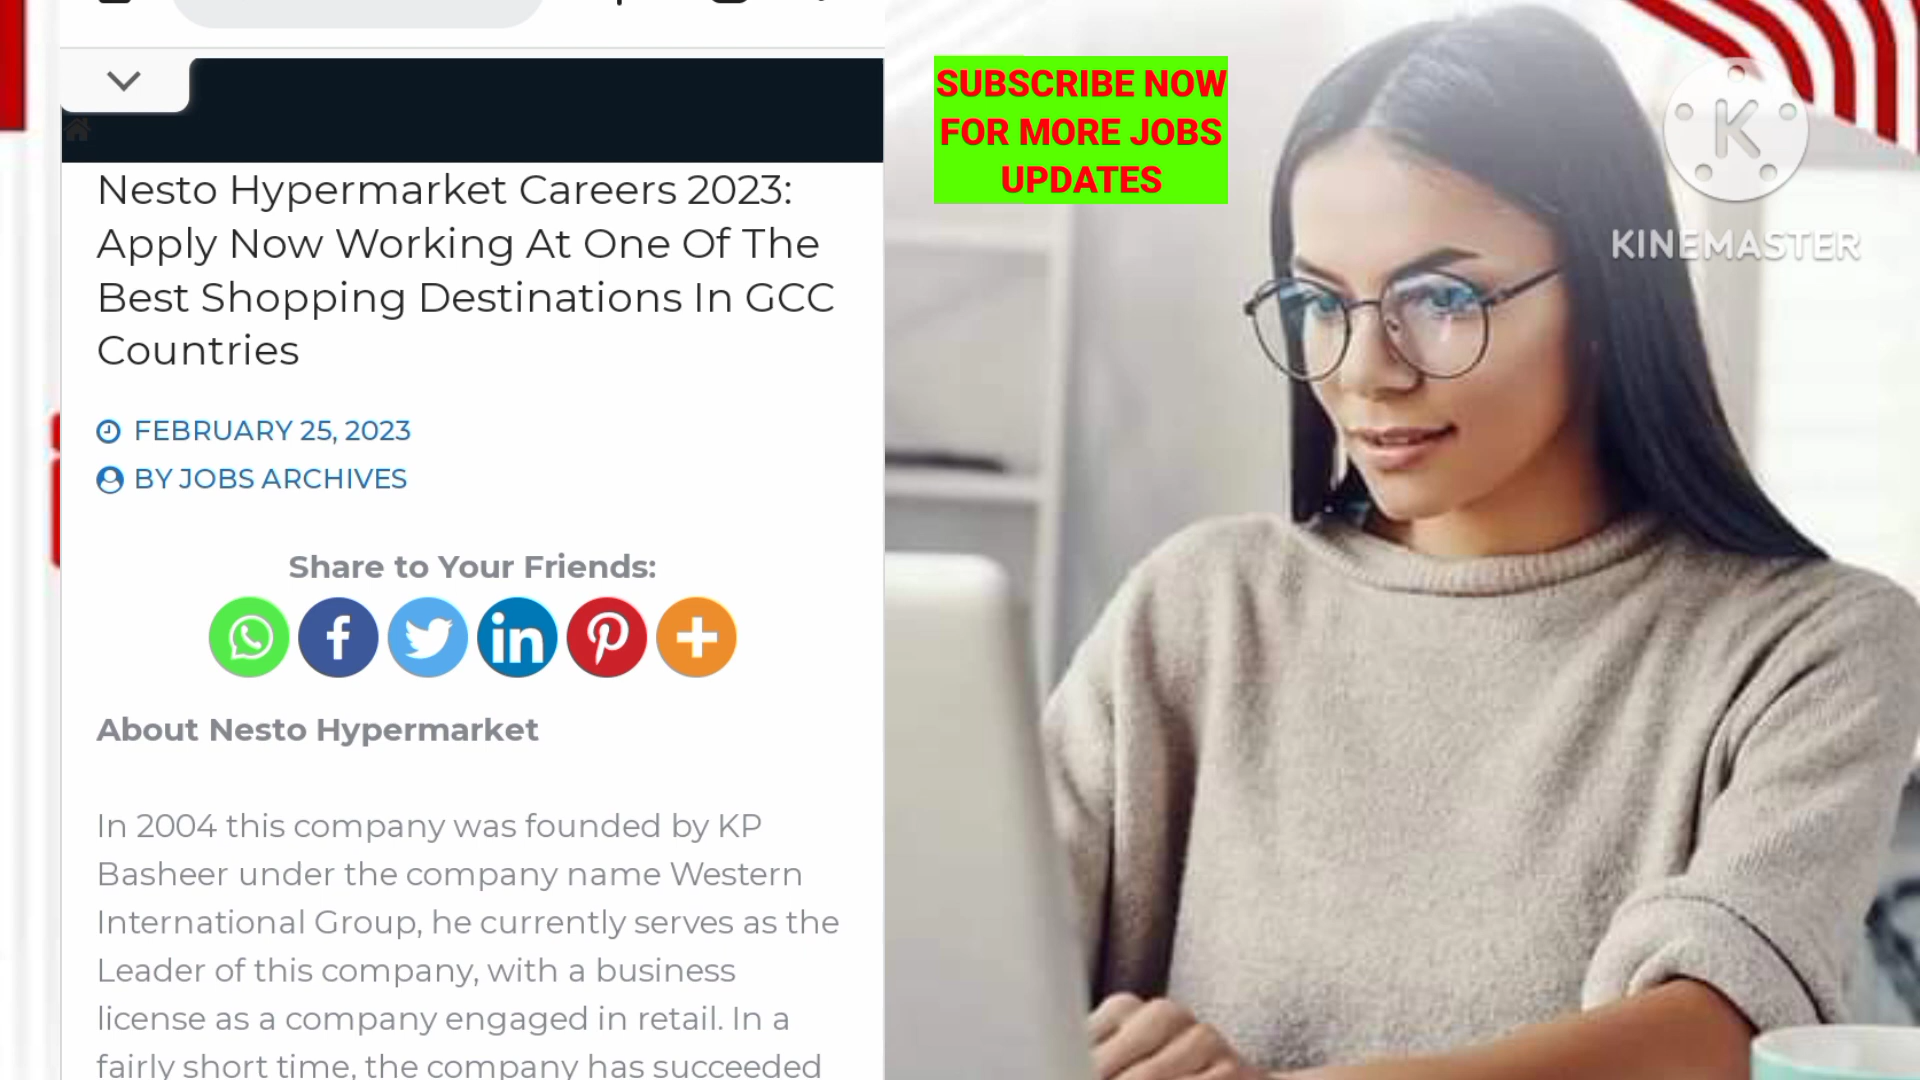 Nesto Hypermarket Careers 2023:
Apply Now Working At One Of The
Best Shopping Destinations In GCC
Countries
FEBRUARY 25, 2023
BY JOBS ARCHIVES
Share to Your Friends:
About Nesto Hypermarket
In 2004 this company was founded by KP
Basheer under the company name Western
International Group, he currently serves as the
Leader of this company, with a business
license as a company engaged in retail. In a
fairly short time, the company has succeeded
SUBSCRIBE NOW
FOR MORE JOBS
UPDATES
K
KINEMASTER